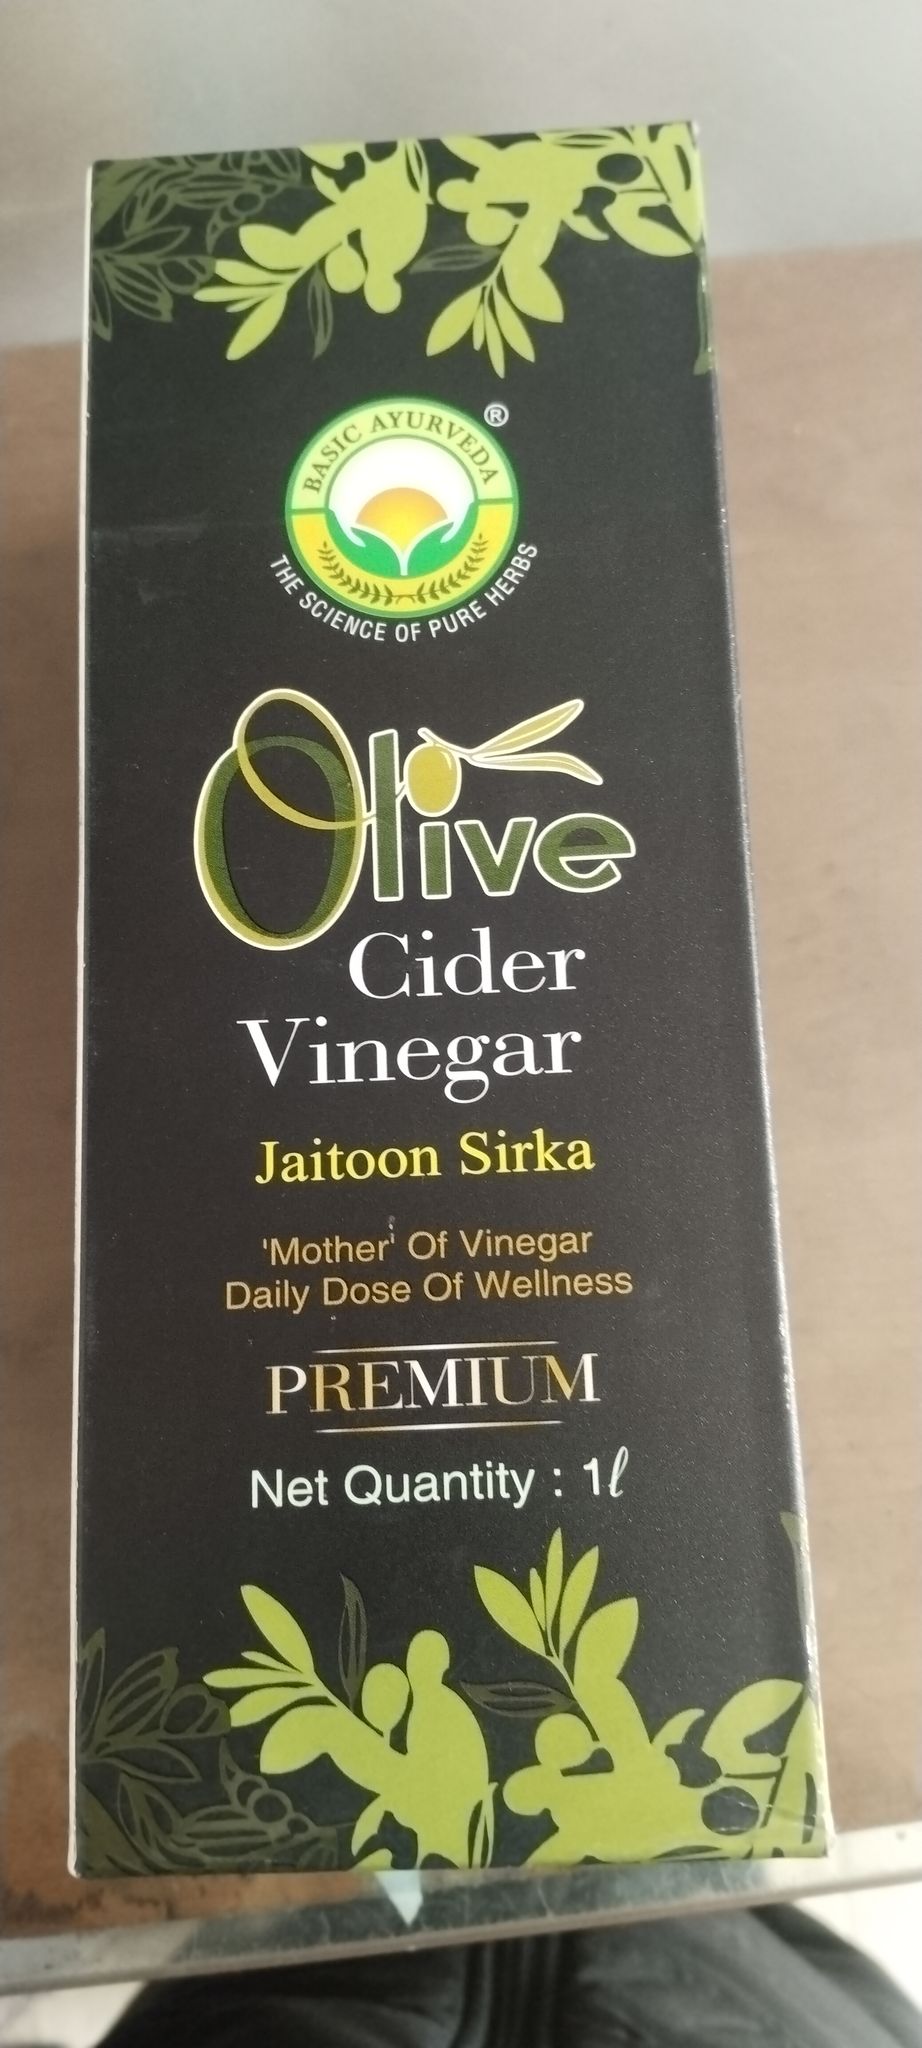 BASIC AYURVEDA ®
THE SCIENCE OF PURE HERBS
Olive
Cider
Vinegar
Jaitoon Sirka
'Mother' Of Vinegar
Daily Dose Of Wellness
PREMIUM
Net Quantity : 1ℓ